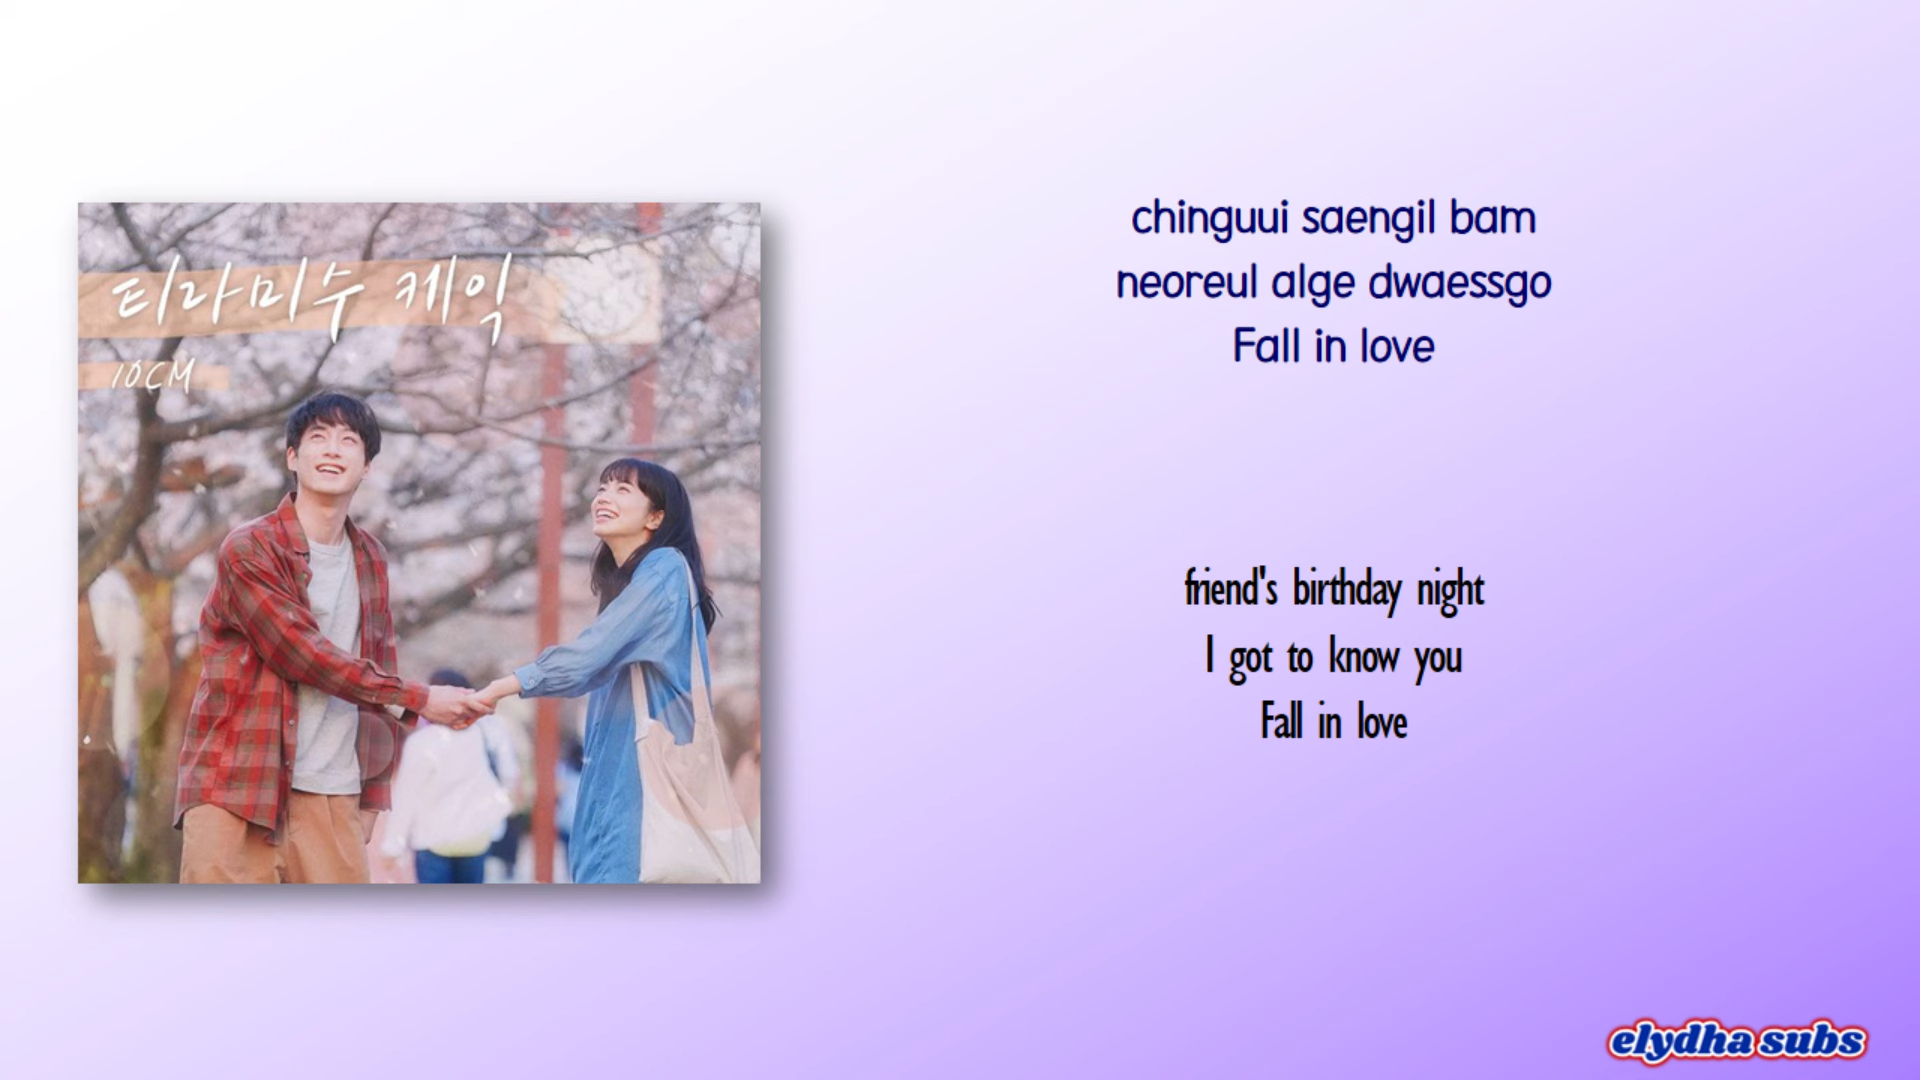 티라미수 케익
10CM
chinguui saengil bam
neoreul alge dwaessgo
Fall in love
friend's birthday night
I got to know you
Fall in love
elydha subs